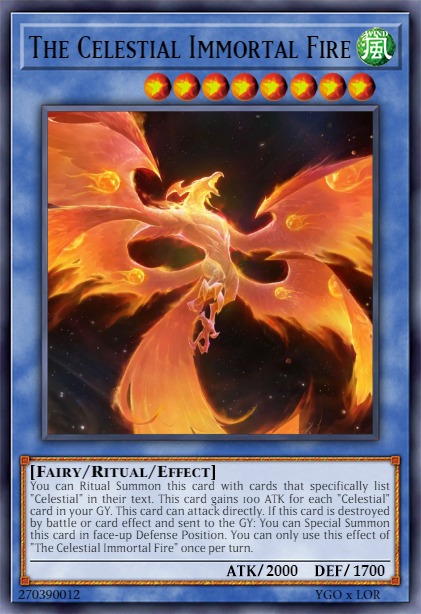 The Celestial Immortal Fire
WIND
風
[Fairy/Ritual/Effect]
You can Ritual Summon this card with cards that specifically list
"Celestial" in their text. This card gains 100 ATK for each "Celestial"
card in your GY. This card can attack directly. If this card is destroyed
by battle or card effect and sent to the GY: You can Special Summon
this card in face-up Defense Position. You can only use this effect of
"The Celestial Immortal Fire" once per turn.
ATK/2000 DEF/1700
270390012 YGO x LOR